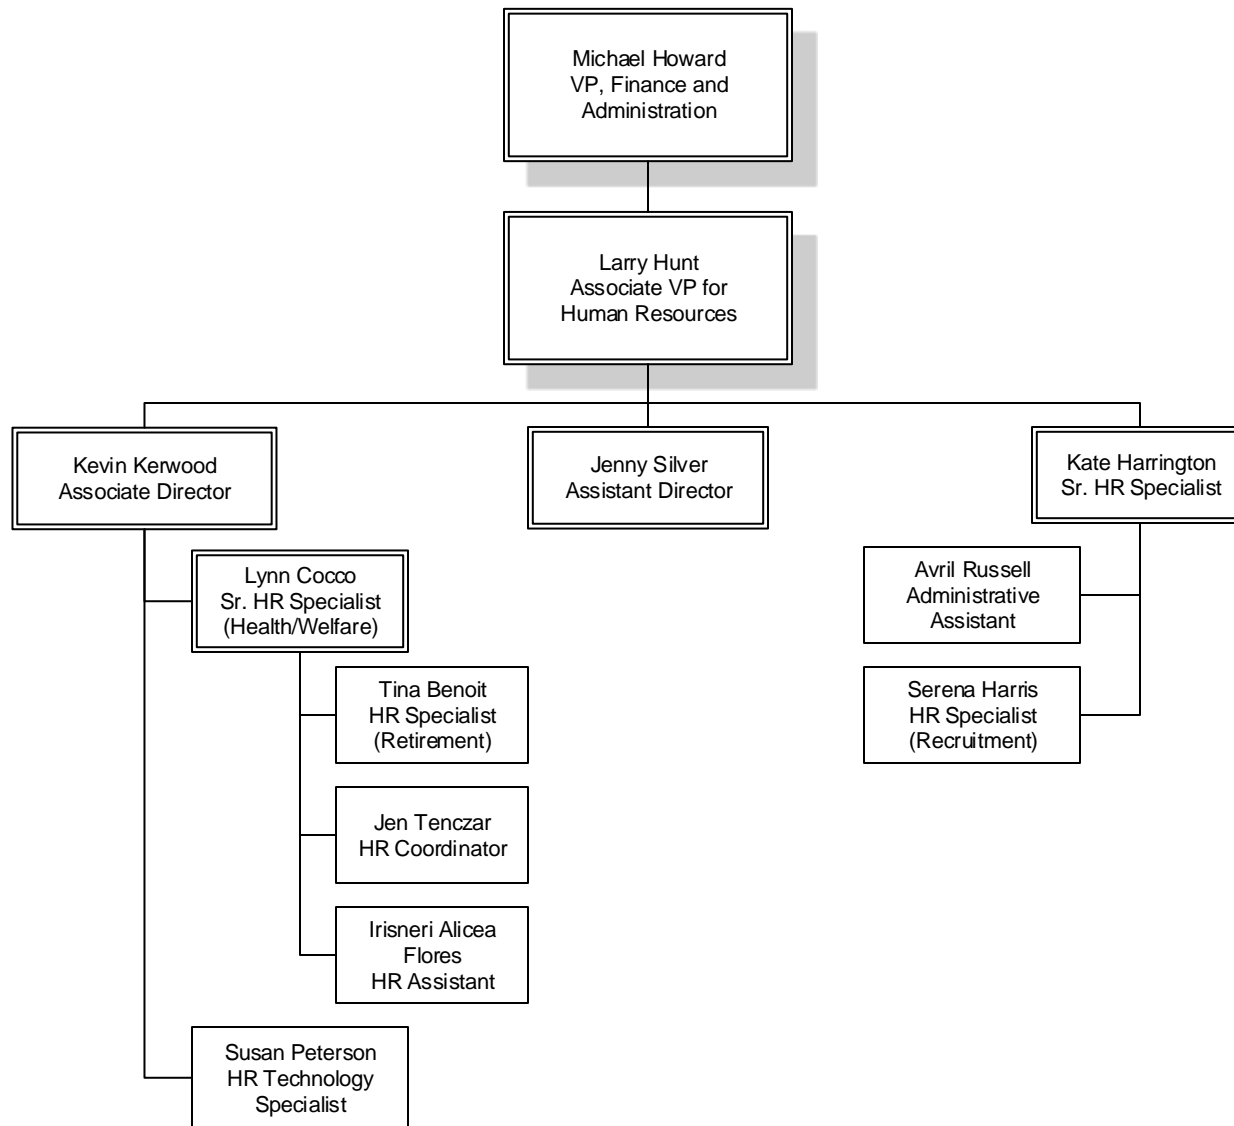 Michael Howard
VP, Finance and
Administration
Larry Hunt
Associate VP for
Human Resources
Kevin Kerwood
Associate Director
Jenny Silver
Assistant Director
Kate Harrington
Sr. HR Specialist
Lynn Cocco
Sr. HR Specialist
(Health/Welfare)
Avril Russell
Administrative
Assistant
Tina Benoit
HR Specialist
(Retirement)
Serena Harris
HR Specialist
(Recruitment)
Jen Tenczar
HR Coordinator
Irisneri Alicea
Flores
HR Assistant
Susan Peterson
HR Technology
Specialist